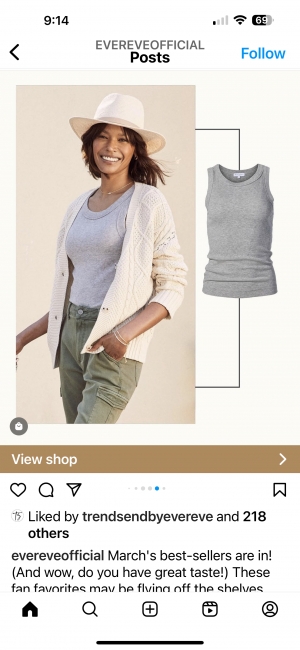 9:14
69
EVEREVEOFFICIAL
Posts
Follow
View shop
Liked by trendsendbyevereve and 218
others
evereveofficial March's best-sellers are in!
(And wow, do you have great taste!) These
fan favorites may be flying off the shelves